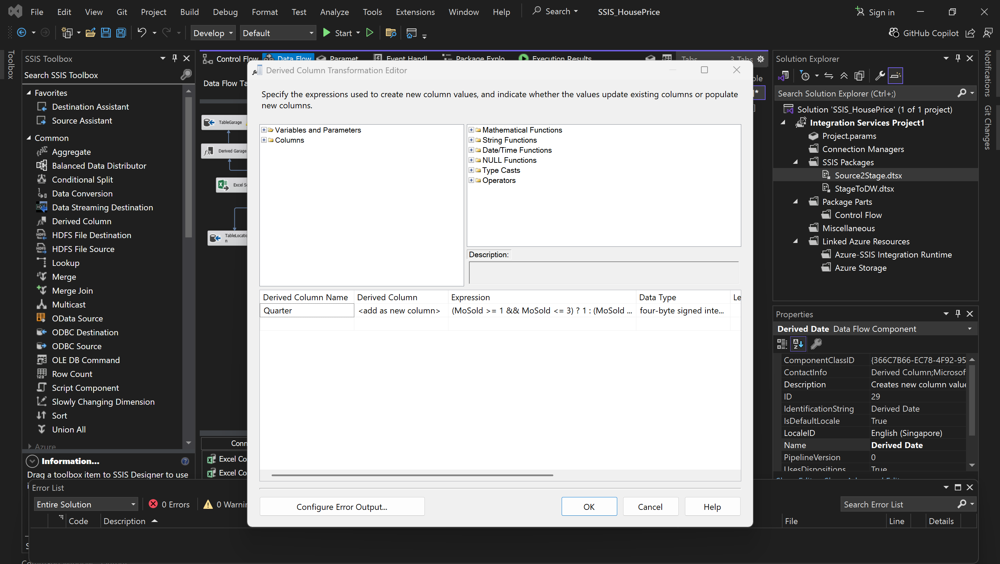 File Edit View Git Project Build Debug Format Test Analyze Tools Extensions Window Help Search SSIS_HousePrice Sign in
Develop Default Start GitHub Copilot
Toolbox
SSIS Toolbox
Search SSIS Toolbox
Favorites
Destination Assistant
Source Assistant
Common
Aggregate
Balanced Data Distributor
Conditional Split
Data Conversion
Data Streaming Destination
Derived Column
HDFS File Destination
HDFS File Source
Lookup
Merge
Merge Join
Multicast
OData Source
ODBC Destination
ODBC Source
OLE DB Command
Row Count
Script Component
Slowly Changing Dimension
Sort
Union All
Azure
Information...
Drag a toolbox item to SSIS Designer to use
Control Flow Data Flow Paramet Event Handl Package Explo Execution Results Tabs 3 Tabs
Data Flow Ta
TableGarage
Derived Garage
Excel S
TableLocatio
n
Conn
Excel Co
Excel Co
Derived Column Transformation Editor
Specify the expressions used to create new column values, and indicate whether the values update existing columns or populate
new columns.
Variables and Parameters
Columns
Mathematical Functions
String Functions
Date/Time Functions
NULL Functions
Type Casts
Operators
Description:
Derived Column Name Derived Column Expression Data Type Le
Quarter <add as new column> (MoSold >= 1 && MoSold <= 3) ? 1 : (MoSold ... four-byte signed inte...
Configure Error Output... OK Cancel Help
Solution Explorer
Search Solution Explorer (Ctrl+;)
Solution 'SSIS_HousePrice' (1 of 1 project)
Integration Services Project1
Project.params
Connection Managers
SSIS Packages
Source2Stage.dtsx
StageToDW.dtsx
Package Parts
Control Flow
Miscellaneous
Linked Azure Resources
Azure-SSIS Integration Runtime
Azure Storage
Notifications
Git Changes
Properties
Derived Date Data Flow Component
ComponentClassID {366C7B66-EC78-4F92-95
ContactInfo Derived Column;Microsof
Description Creates new column value
ID 29
IdentificationString Derived Date
IsDefaultLocale True
LocaleID English (Singapore)
Name Derived Date
PipelineVersion 0
UsesDispositions True
Error List
Entire Solution 0 Errors 0 Warnin Search Error List
Code Description File Line Details